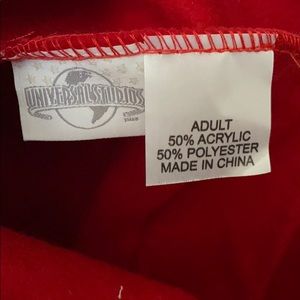 UNIVERSAL STUDIOS
ADULT
50% ACRYLIC
50% POLYESTER
MADE IN CHINA